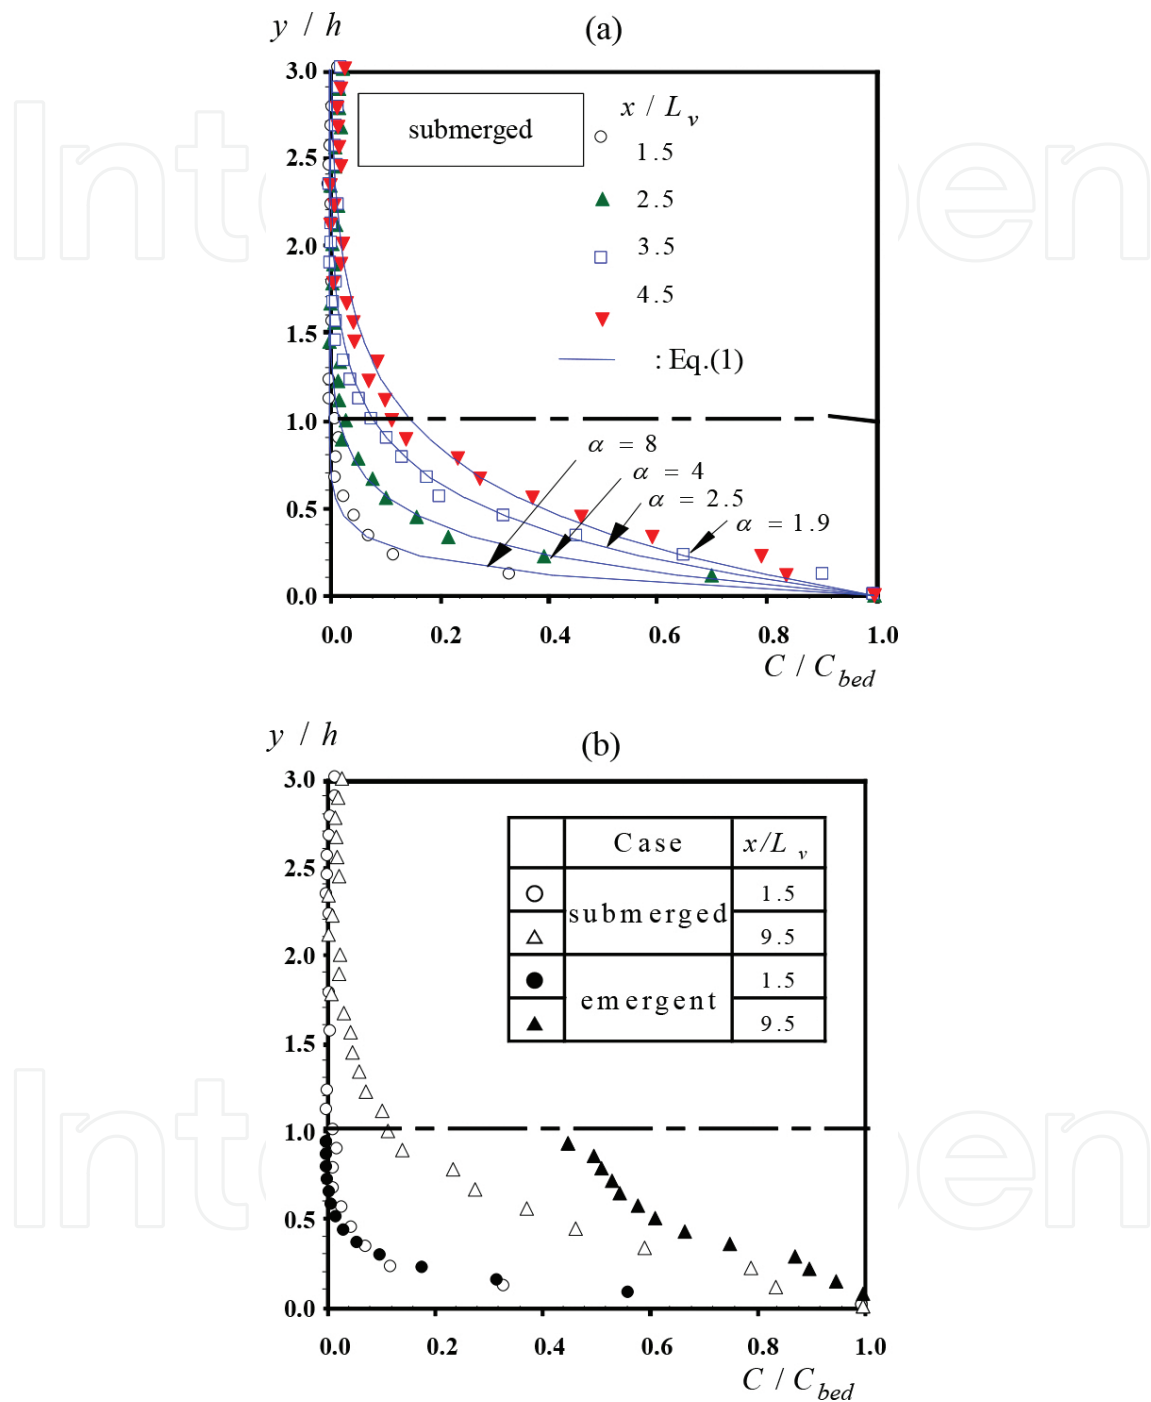 y / h
(a)
3.0
submerged
x / L v
1.5
2.5
2.5
2.0
3.5
4.5
1.5
: Eq.(1)
1.0
α = 8
α = 4
α = 2.5
0.5
α = 1.9
0.0
0.0 0.2 0.4 0.6 0.8 1.0
C / C bed
y / h
(b)
3.0
Case x/L v
2.5
1.5
submerged
9.5
2.0
1.5
emergent
9.5
1.5
1.0
0.5
0.0
0.0 0.2 0.4 0.6 0.8 1.0
C / C bed